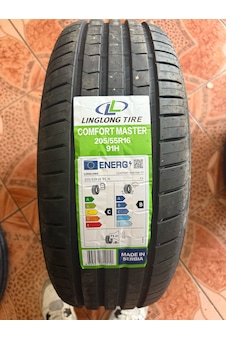 LINGLONG TIRE
COMFORT MASTER
205/55R16
91H
ENERG
A
B
C
D
E
A
B
C
D
E
C
B
MADE IN
SERBIA